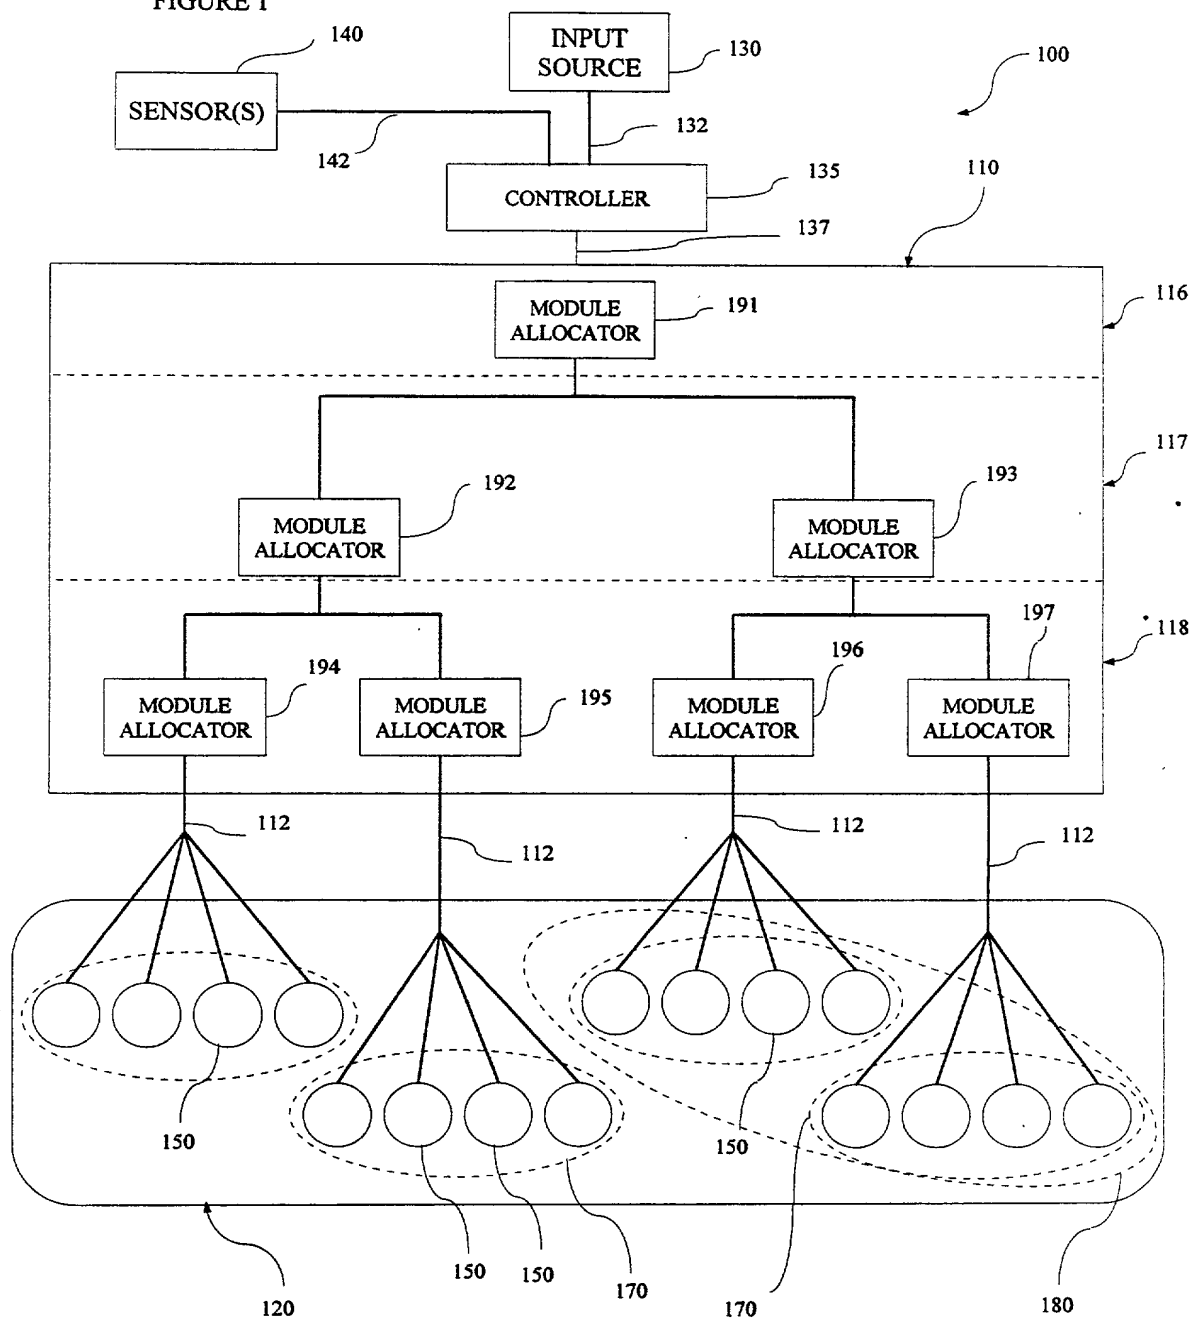 FIGURE 1
140
INPUT
SOURCE
130
100
SENSOR(S)
132
142
135
110
CONTROLLER
137
116
MODULE
ALLOCATOR
191
117
192
193
MODULE
ALLOCATOR
MODULE
ALLOCATOR
197
118
194
196
195
MODULE
ALLOCATOR
MODULE
ALLOCATOR
MODULE
ALLOCATOR
MODULE
ALLOCATOR
112
112
112
112
150
150
150
150
170
170
180
120